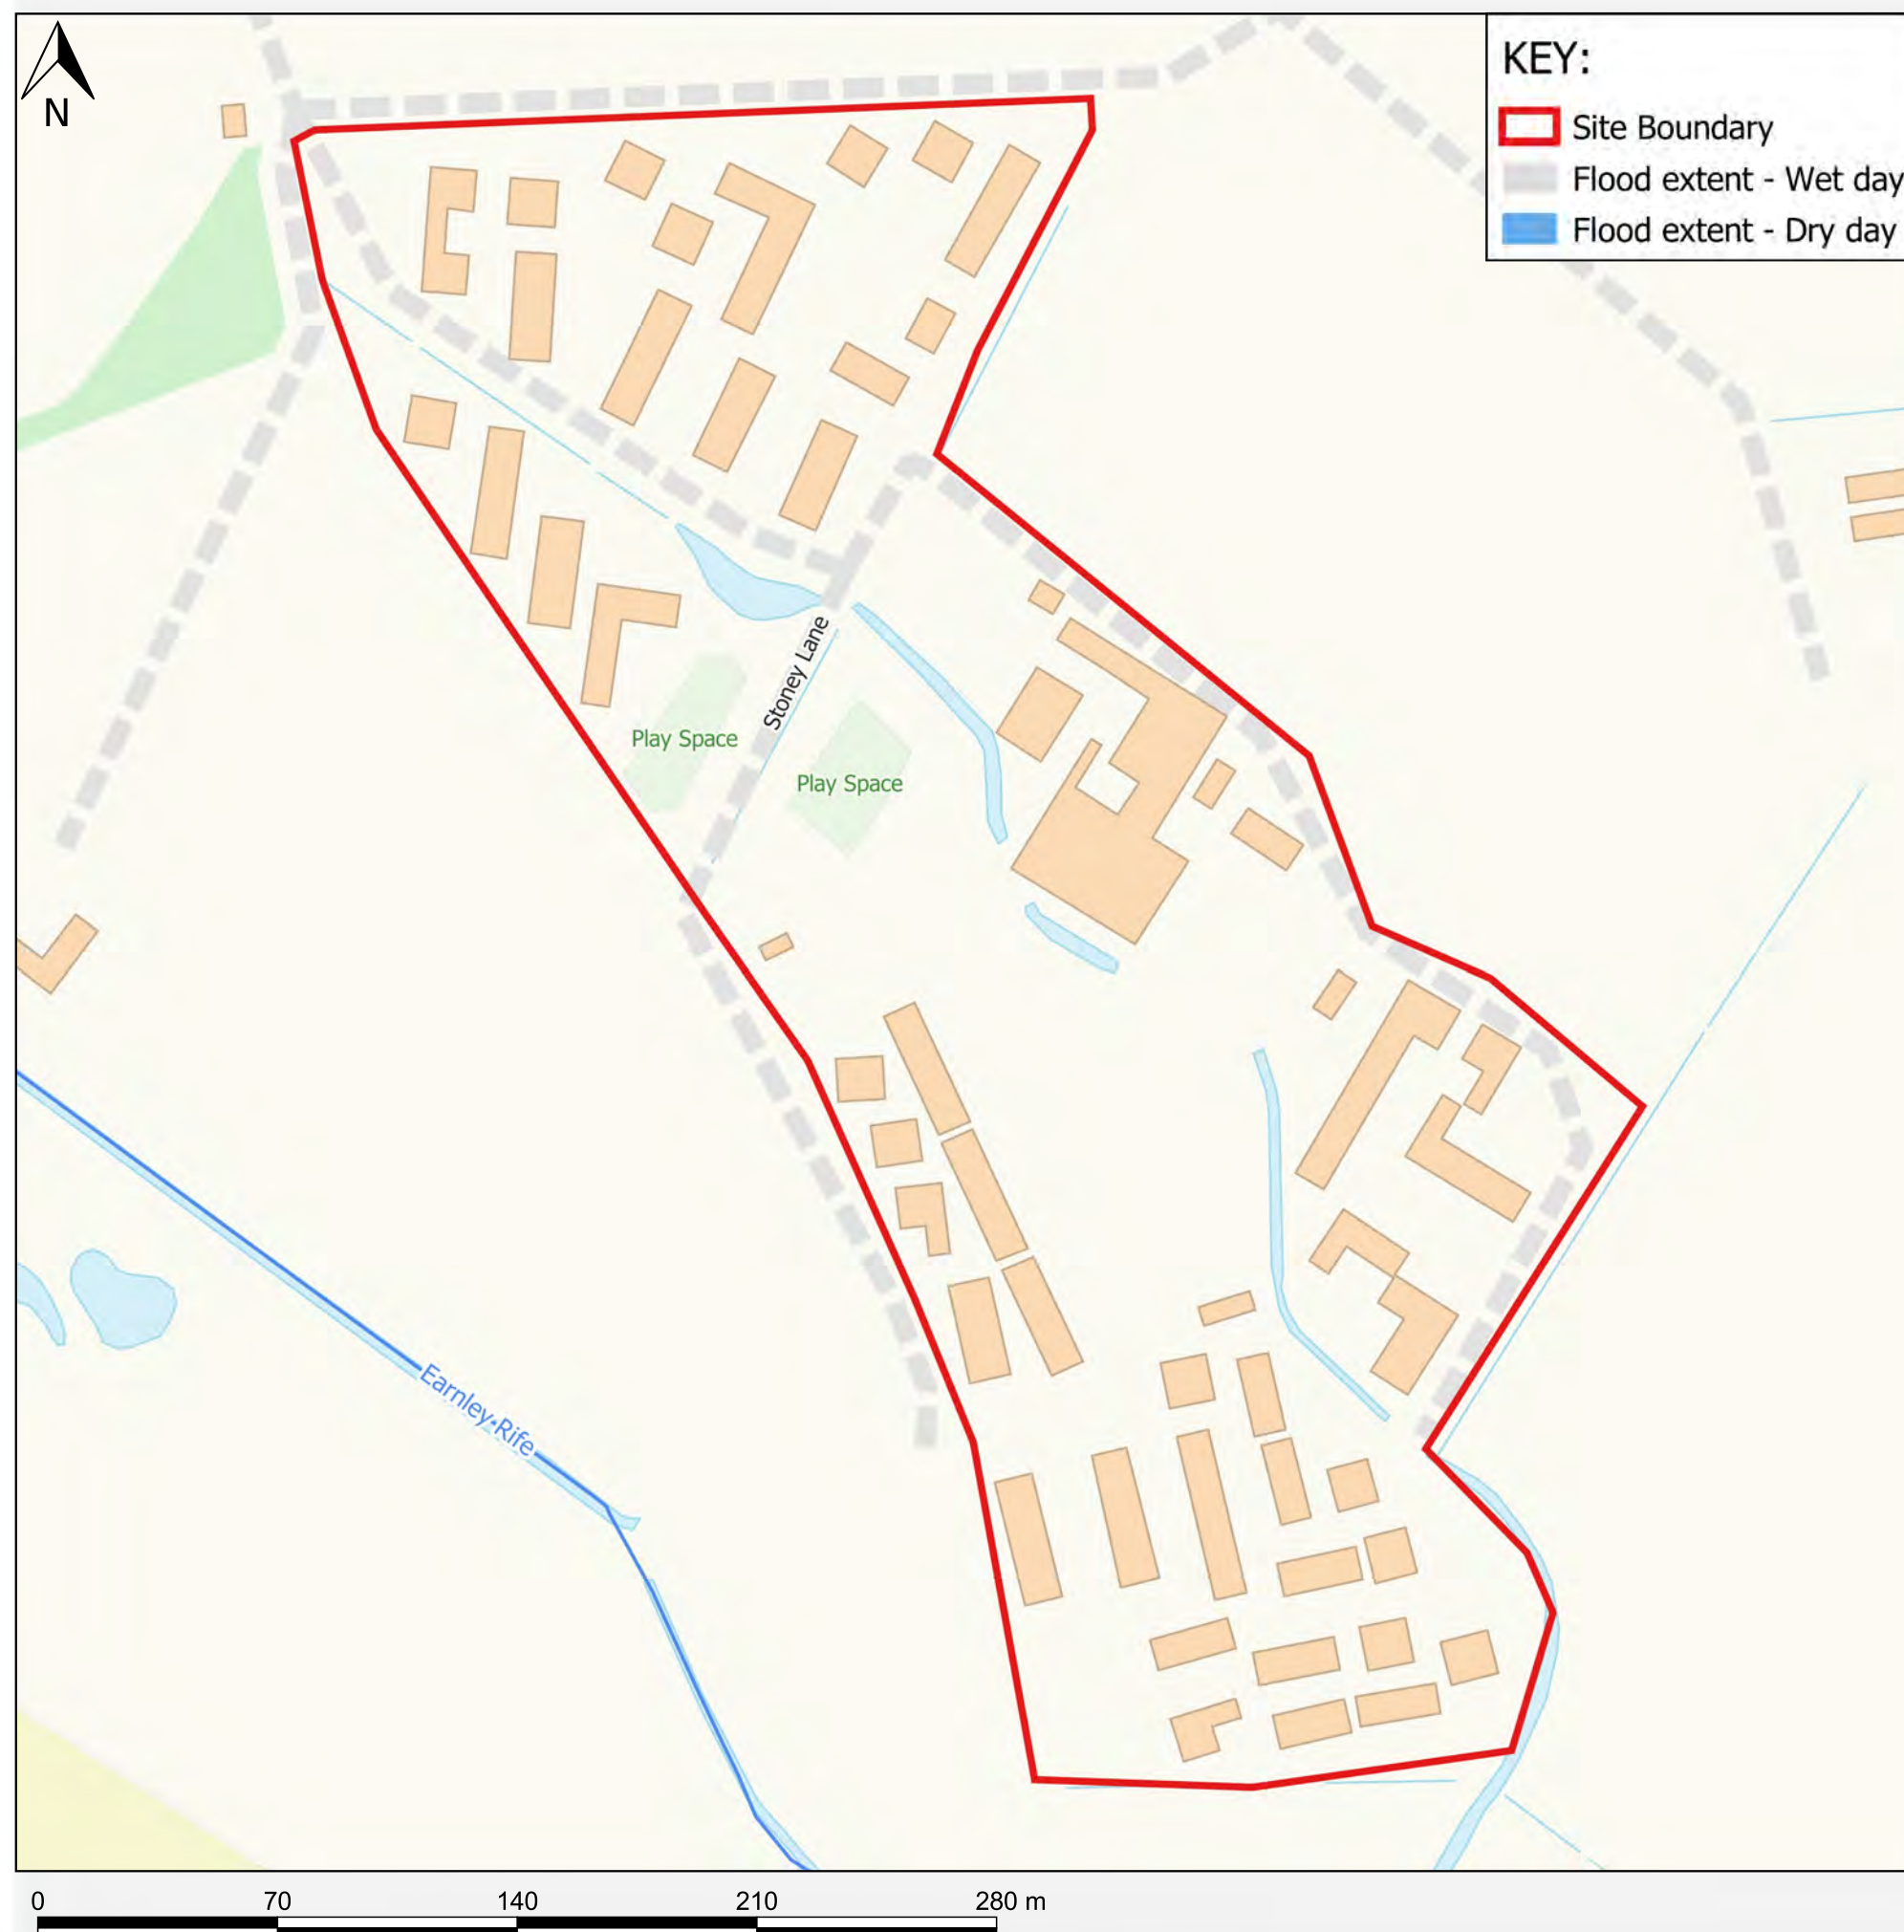 N
KEY:
Site Boundary
Flood extent - Wet day
Flood extent - Dry day
Stoney Lane
Play Space
Play Space
Earnley Rife
0 70 140 210 280 m